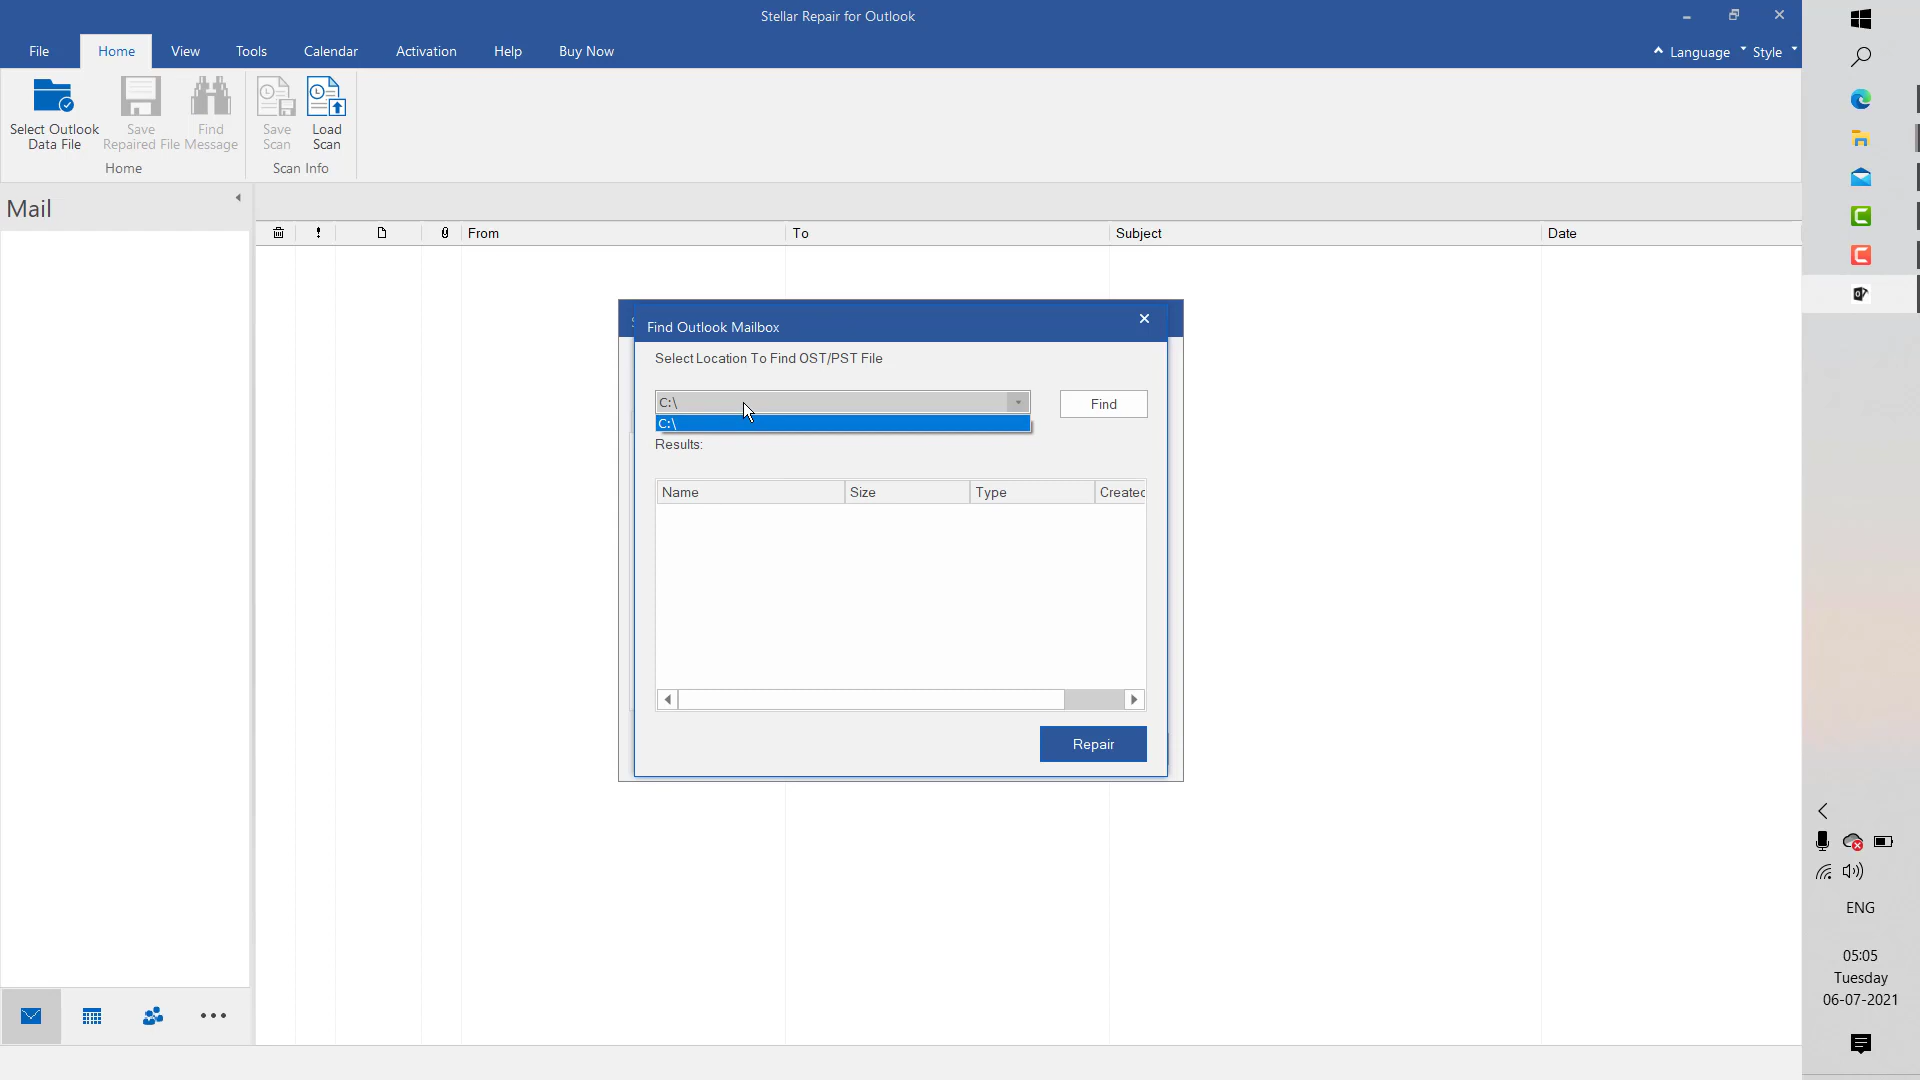 Stellar Repair for Outlook
File
Home
View
Tools
Calendar
Activation
Help
Buy Now
Language
Style
Select Outlook
Data File
Save
Repaired File
Find
Message
Home
Save
Scan
Load
Scan
Scan Info
Mail
From
To
Subject
Date
Find Outlook Mailbox
Select Location To Find OST/PST File
C:\
Find
C:\
Results:
Name
Size
Type
Created
Repair
ENG
05:05
Tuesday
06-07-2021